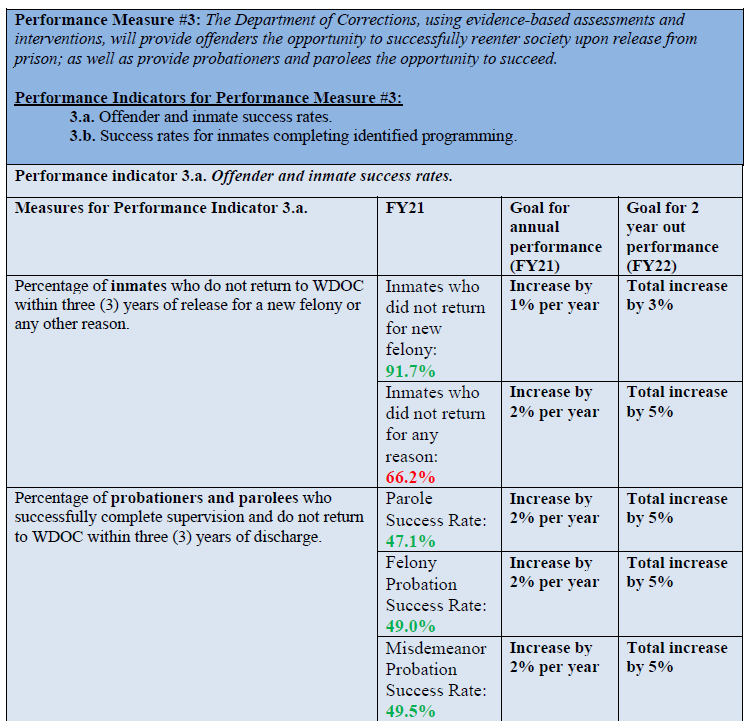 Performance Measure #3: The Department of Corrections, using evidence-based assessments and
interventions, will provide offenders the opportunity to successfully reenter society upon release from
prison; as well as provide probationers and parolees the opportunity to succeed.
Performance Indicators for Performance Measure #3:
3.a. Offender and inmate success rates.
3.b. Success rates for inmates completing identified programming.
Performance indicator 3.a. Offender and inmate success rates.
Measures for Performance Indicator 3.a.
FY21
Goal for
annual
performance
(FY21)
Goal for 2
year out
performance
(FY22)
Percentage of inmates who do not return to WDOC
within three (3) years of release for a new felony or
any other reason.
Inmates who
did not return
for new
felony:
91.7%
Increase by
1% per year
Total increase
by 3%
Inmates who
did not return
for any
reason:
66.2%
Increase by
2% per year
Total increase
by 5%
Percentage of probationers and parolees who
successfully complete supervision and do not return
to WDOC within three (3) years of discharge.
Parole
Success Rate:
47.1%
Increase by
2% per year
Total increase
by 5%
Felony
Probation
Success Rate:
49.0%
Increase by
2% per year
Total increase
by 5%
Misdemeanor
Probation
Success Rate:
49.5%
Increase by
2% per year
Total increase
by 5%